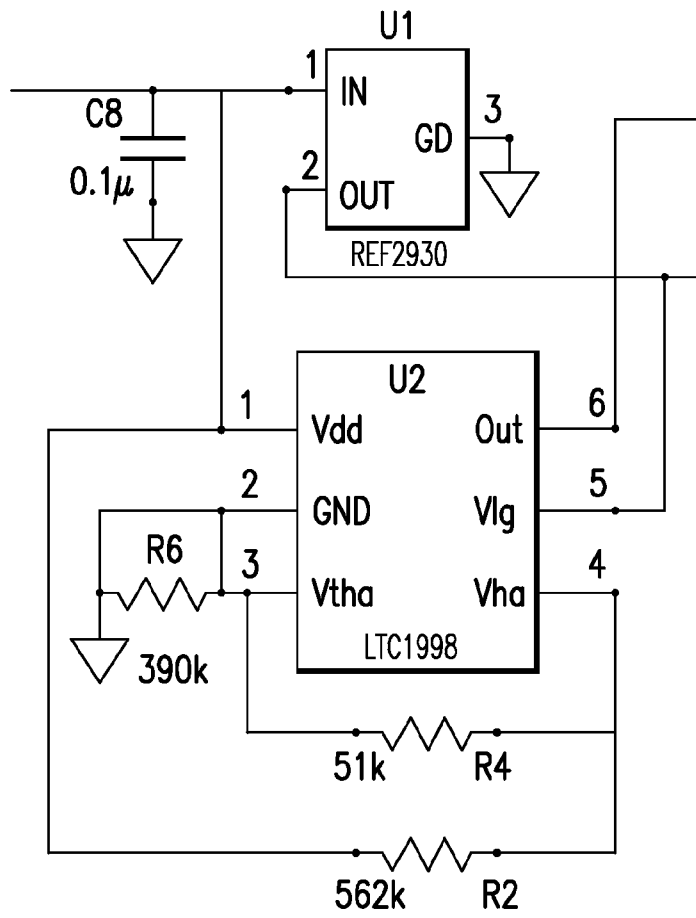 U1
1
IN
C8
3
GD
0.1μ
2
OUT
REF2930
U2
1
Vdd
Out
6
2
GND
Vlg
5
R6
3
Vtha
Vha
4
390k
LTC1998
51k
R4
562k
R2